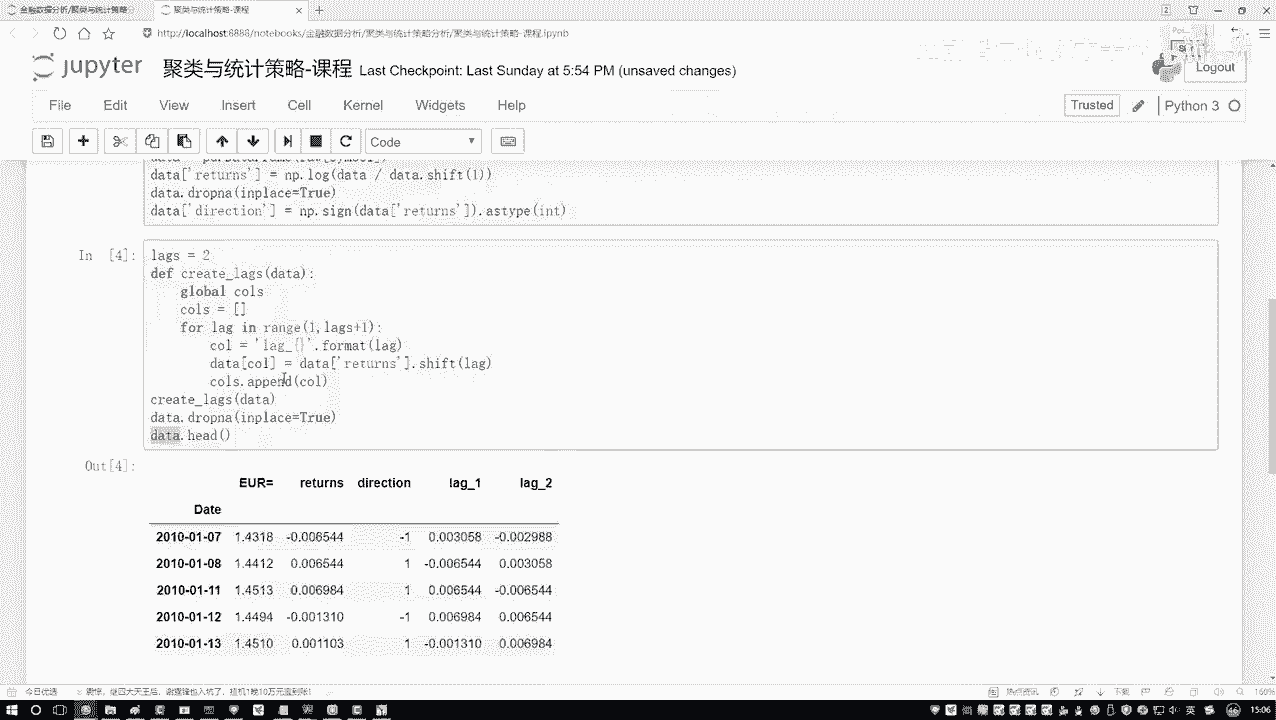 金融数据分析/聚类与统计策略
聚类与统计策略-课程
http://localhost:8888/notebooks/金融数据分析/聚类与统计策略分析/聚类与统计策略-课程.ipynb
jupyter 聚类与统计策略-课程 Last Checkpoint: Last Sunday at 5:54 PM (unsaved changes)
Logout
File Edit View Insert Cell Kernel Widgets Help
Trusted Python 3
Code
data['returns'] = np.log(data / data.shift(1))
data.dropna(inplace=True)
data['direction'] = np.sign(data['returns']).astype(int)
In [4]:
lags = 2
def create_lags(data):
global cols
cols = []
for lag in range(1,lags+1):
col = 'lag_{}'.format(lag)
data[col] = data['returns'].shift(lag)
cols.append(col)
create_lags(data)
data.dropna(inplace=True)
data.head()
Out[4]:
EUR= returns direction lag_1 lag_2
Date
2010-01-07 1.4318 -0.006544 -1 0.003058 -0.002988
2010-01-08 1.4412 0.006544 1 -0.006544 0.003058
2010-01-11 1.4513 0.006984 1 0.006544 -0.006544
2010-01-12 1.4494 -0.001310 -1 0.006984 0.006544
2010-01-13 1.4510 0.001103 1 -0.001310 0.006984
今日优选
热点资讯 下载 160%
英 15:06